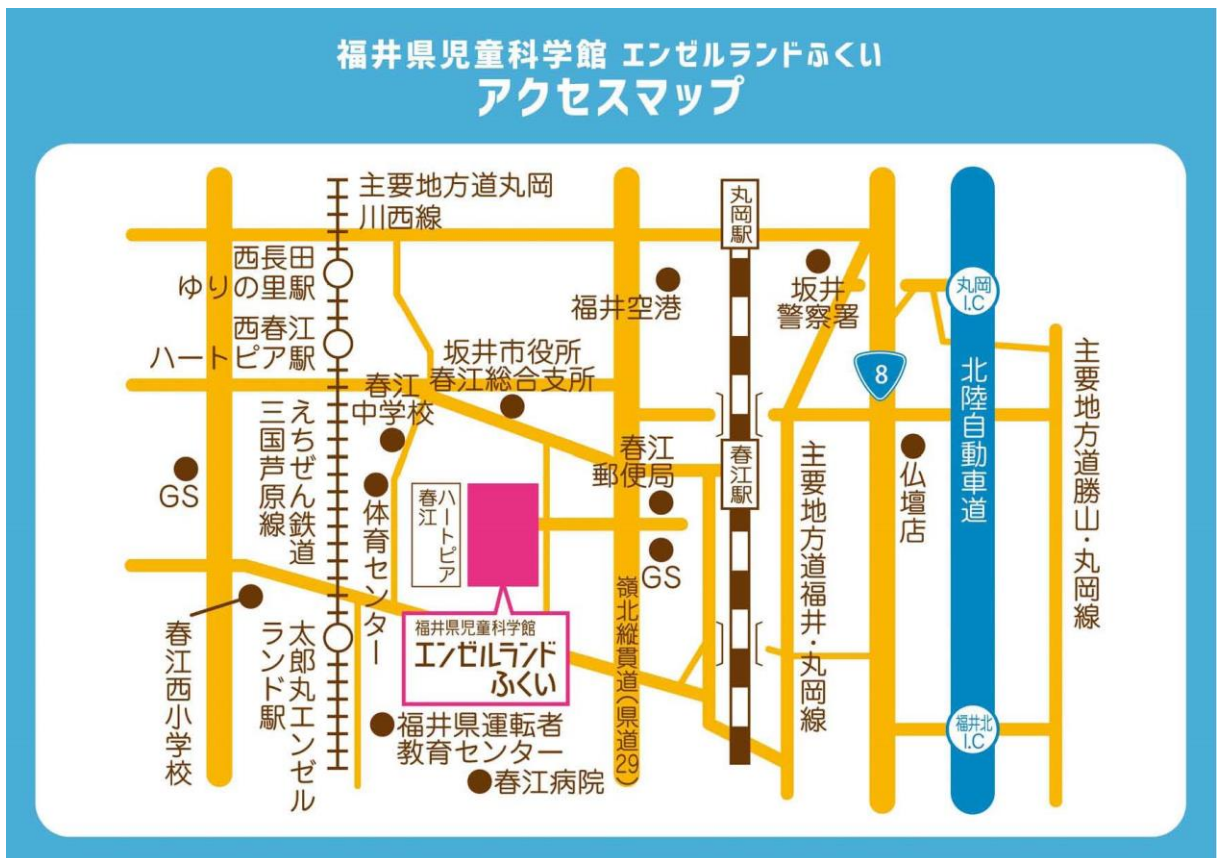 福井県児童科学館 エンゼルランドふくい
アクセスマップ
主要地方道丸岡
川西線
丸岡駅
西長田
ゆりの里駅
福井空港
坂井
警察署
丸岡
I.C
西春江
ハートピア駅
坂井市役所
春江総合支所
8
北陸自動車道
主要地方道勝山・丸岡線
春江
中学校
えちぜん鉄道
三国芦原線
GS
体育センター
ハートピア
春江
春江
郵便局
春江駅
主要地方道福井・丸岡線
仏壇店
GS
嶺北縦貫道(県道29)
福井県児童科学館
エンゼルランド
ふくい
春江西小学校
太郎丸エンゼル
ランド駅
福井県運転者
教育センター
春江病院
福井北
I.C